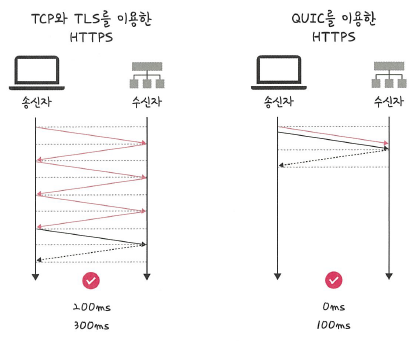 TCP와 TLS를 이용한
HTTPS
송신자
수신자
200ms
300ms
QUIC를 이용한
HTTPS
송신자
수신자
0ms
100ms